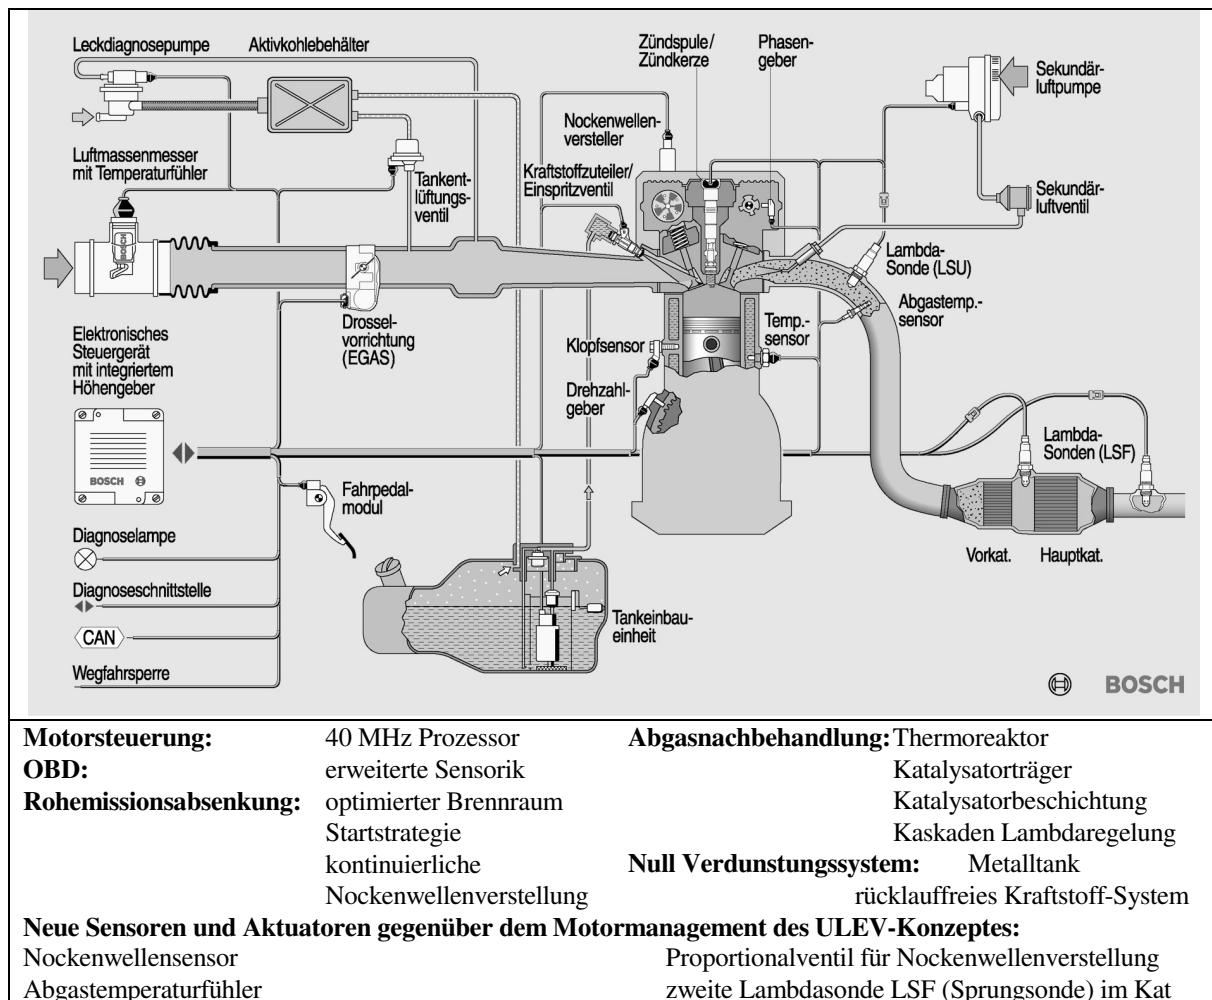 Leckdiagnosepumpe
Aktivkohlebehälter
Zündspule/
Zündkerze
Phasen-
geber
Sekundär-
luftpumpe
Nockenwellen-
versteller
Luftmassenmesser
mit Temperaturfühler
Tankent-
lüftungs-
ventil
Kraftstoffzuteiler/
Einspritzventil
Sekundär-
luftventil
BOSCH
Lambda-
Sonde (LSU)
Abgastemp.-
sensor
Drossel-
vorrichtung
(EGAS)
Temp.-
sensor
Klopfsensor
Elektronisches
Steuergerät
mit integriertem
Höhengeber
Drehzahl-
geber
Lambda-
Sonden (LSF)
BOSCH
Fahrpedal-
modul
Diagnoselampe
Vorkat.
Hauptkat.
Diagnoseschnittstelle
CAN
Tankeinbau-
einheit
Wegfahrsperre
BOSCH
Motorsteuerung: 40 MHz Prozessor
OBD: erweiterte Sensorik
Rohemissionsabsenkung: optimierter Brennraum
Startstrategie
kontinuierliche
Nockenwellenverstellung
Abgasnachbehandlung: Thermoreaktor
Katalysatorträger
Katalysatorbeschichtung
Kaskaden Lambdaregelung
Null Verdunstungssystem: Metalltank
rücklauffreies Kraftstoff-System
Neue Sensoren und Aktuatoren gegenüber dem Motormanagement des ULEV-Konzeptes:
Nockenwellensensor
Proportionalventil für Nockenwellenverstellung
Abgastemperaturfühler
zweite Lambdasonde LSF (Sprungsonde) im Kat